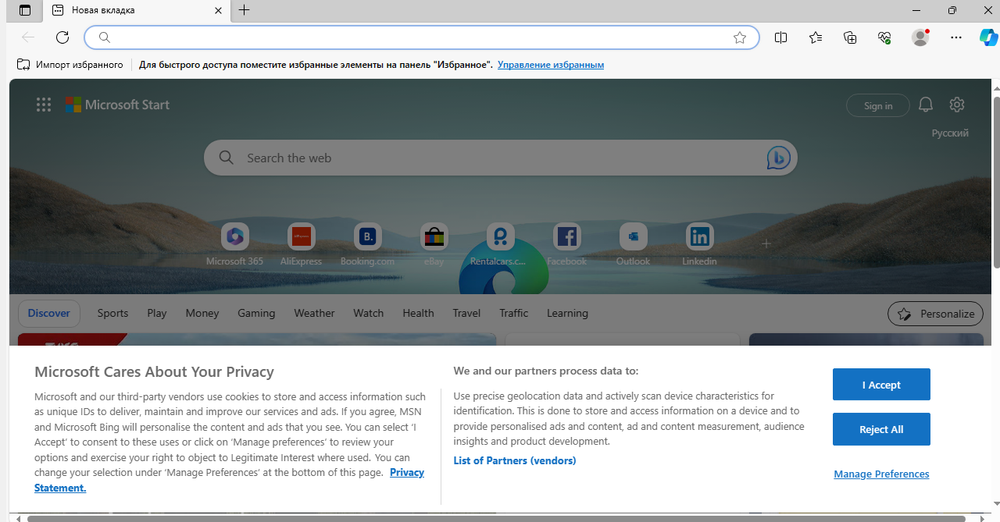 Новая вкладка
Импорт избранного
Для быстрого доступа поместите избранные элементы на панель "Избранное". Управление избранным
Microsoft Start
Sign in
Русский
Search the web
Microsoft 365 AliExpress Booking.com eBay Rentalcars.c... Facebook Outlook Linkedin
Discover Sports Play Money Gaming Weather Watch Health Travel Traffic Learning Personalize
Microsoft Cares About Your Privacy
Microsoft and our third-party vendors use cookies to store and access information such
as unique IDs to deliver, maintain and improve our services and ads. If you agree, MSN
and Microsoft Bing will personalise the content and ads that you see. You can select ‘I
Accept’ to consent to these uses or click on ‘Manage preferences’ to review your
options and exercise your right to object to Legitimate Interest where used. You can
change your selection under ‘Manage Preferences’ at the bottom of this page. Privacy
Statement.
We and our partners process data to:
Use precise geolocation data and actively scan device characteristics for
identification. This is done to store and access information on a device and to
provide personalised ads and content, ad and content measurement, audience
insights and product development.
List of Partners (vendors)
I Accept
Reject All
Manage Preferences